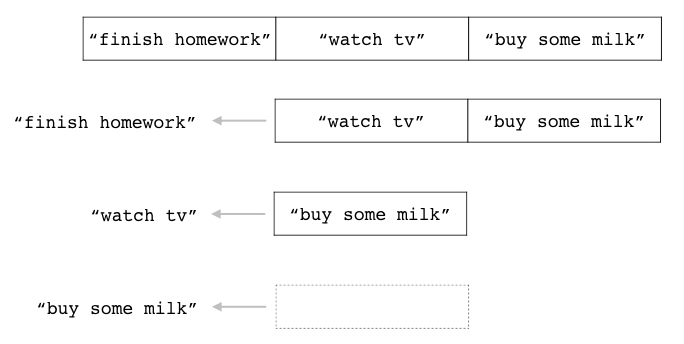 “finish homework” “watch tv” “buy some milk”
“finish homework” “watch tv” “buy some milk”
“watch tv” “buy some milk”
“buy some milk”